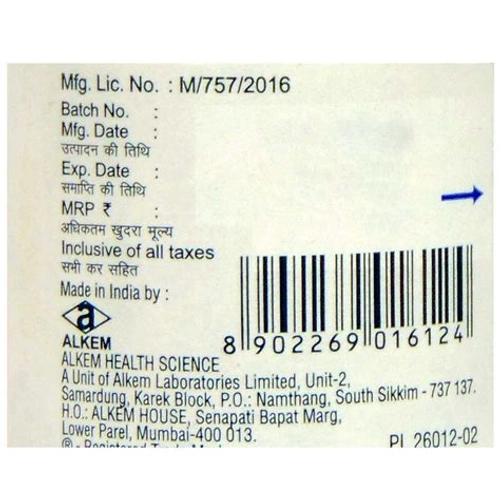 Mfg. Lic. No. : M/757/2016
Batch No. :
Mfg. Date :
उत्पादन की तिथि
Exp. Date :
समाप्ति की तिथि
MRP ₹ :
अधिकतम खुदरा मूल्य
Inclusive of all taxes
सभी कर सहित
Made in India by :
a
ALKEM
8 902269 016124
ALKEM HEALTH SCIENCE
A Unit of Alkem Laboratories Limited, Unit-2,
Samardung, Karek Block, P.O.: Namthang, South Sikkim - 737 137.
H.O.: ALKEM HOUSE, Senapati Bapat Marg,
Lower Parel, Mumbai-400 013.
PI 26012-02
® - Registered Trade